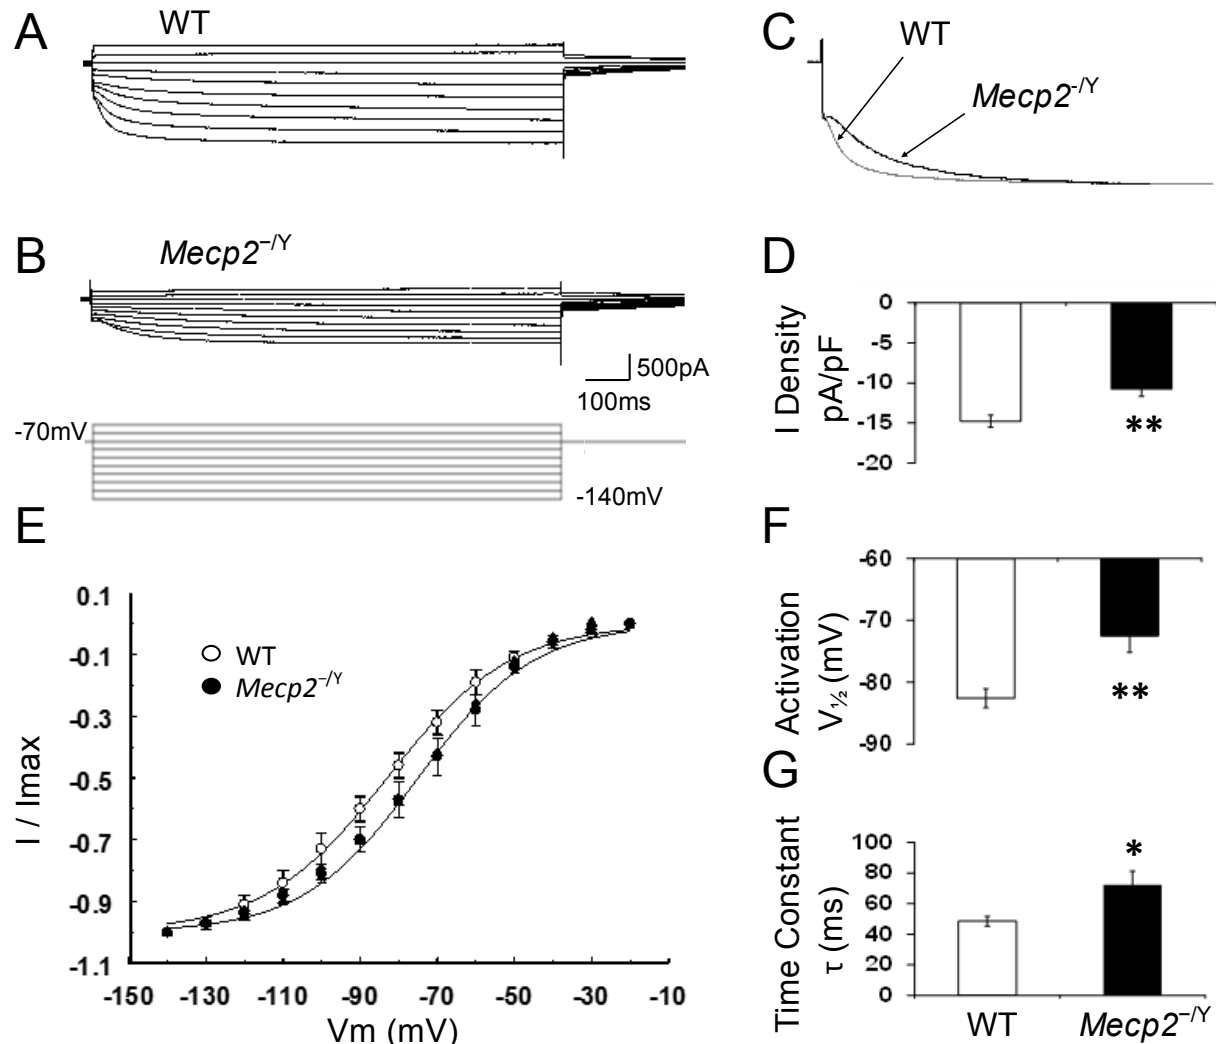 A
WT
C
WT
Mecp2⁻/ʸ
B
Mecp2⁻/ʸ
500pA
100ms
-70mV
-140mV
D
I Density
pA/pF
0
-5
-10
-15
-20
**
E
0.1
-0.1
-0.3
-0.5
-0.7
-0.9
-1.1
I / Imax
WT
Mecp2⁻/ʸ
-150
-130
-110
-90
-70
-50
-30
-10
Vm (mV)
F
Activation
V½ (mV)
-60
-70
-80
-90
**
G
Time Constant
τ (ms)
100
80
60
40
20
0
*
WT
Mecp2⁻/ʸ